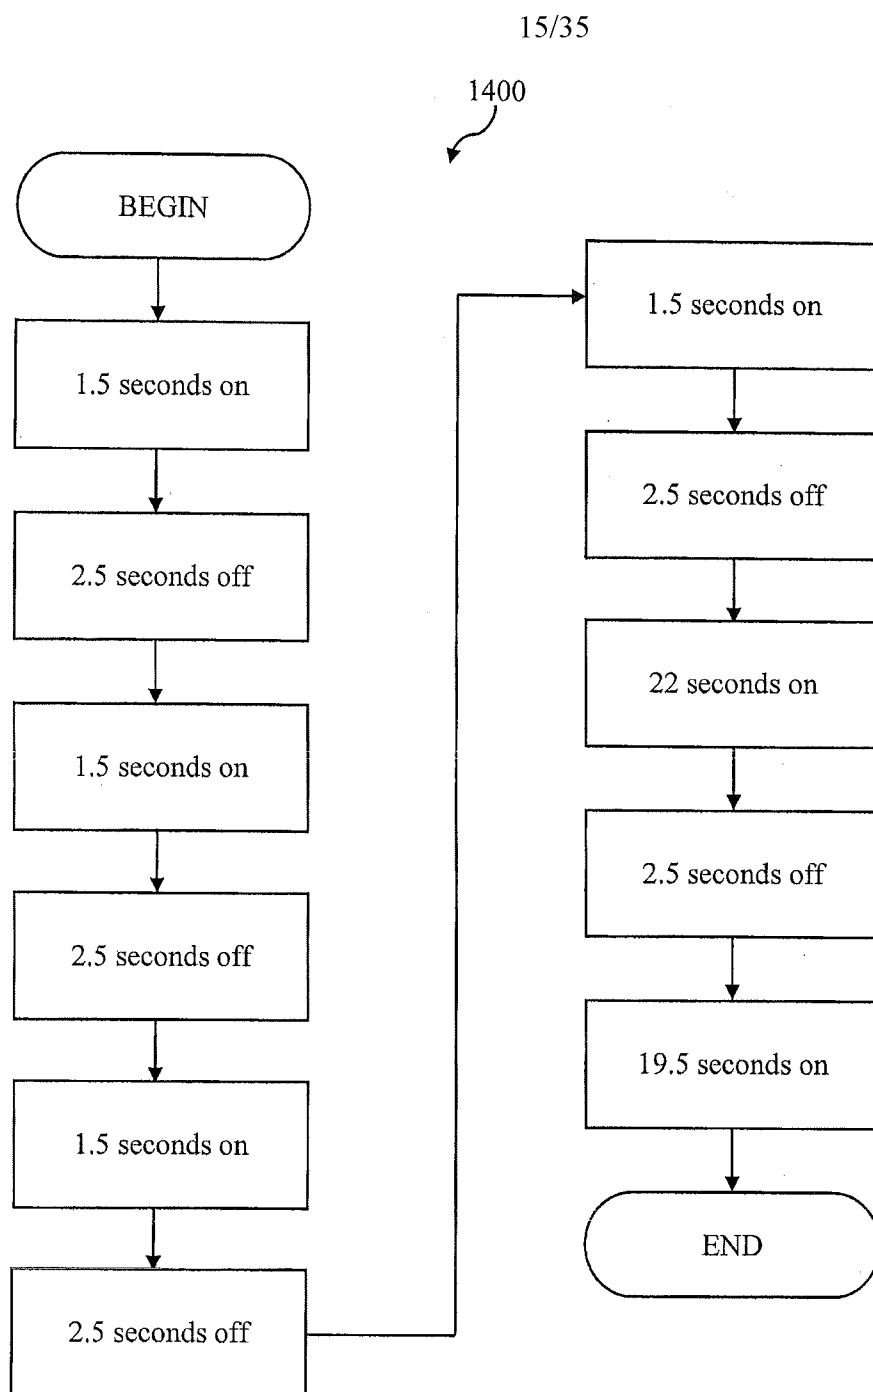 15/35
1400
BEGIN
1.5 seconds on
2.5 seconds off
1.5 seconds on
2.5 seconds off
1.5 seconds on
2.5 seconds off
1.5 seconds on
2.5 seconds off
22 seconds on
2.5 seconds off
19.5 seconds on
END